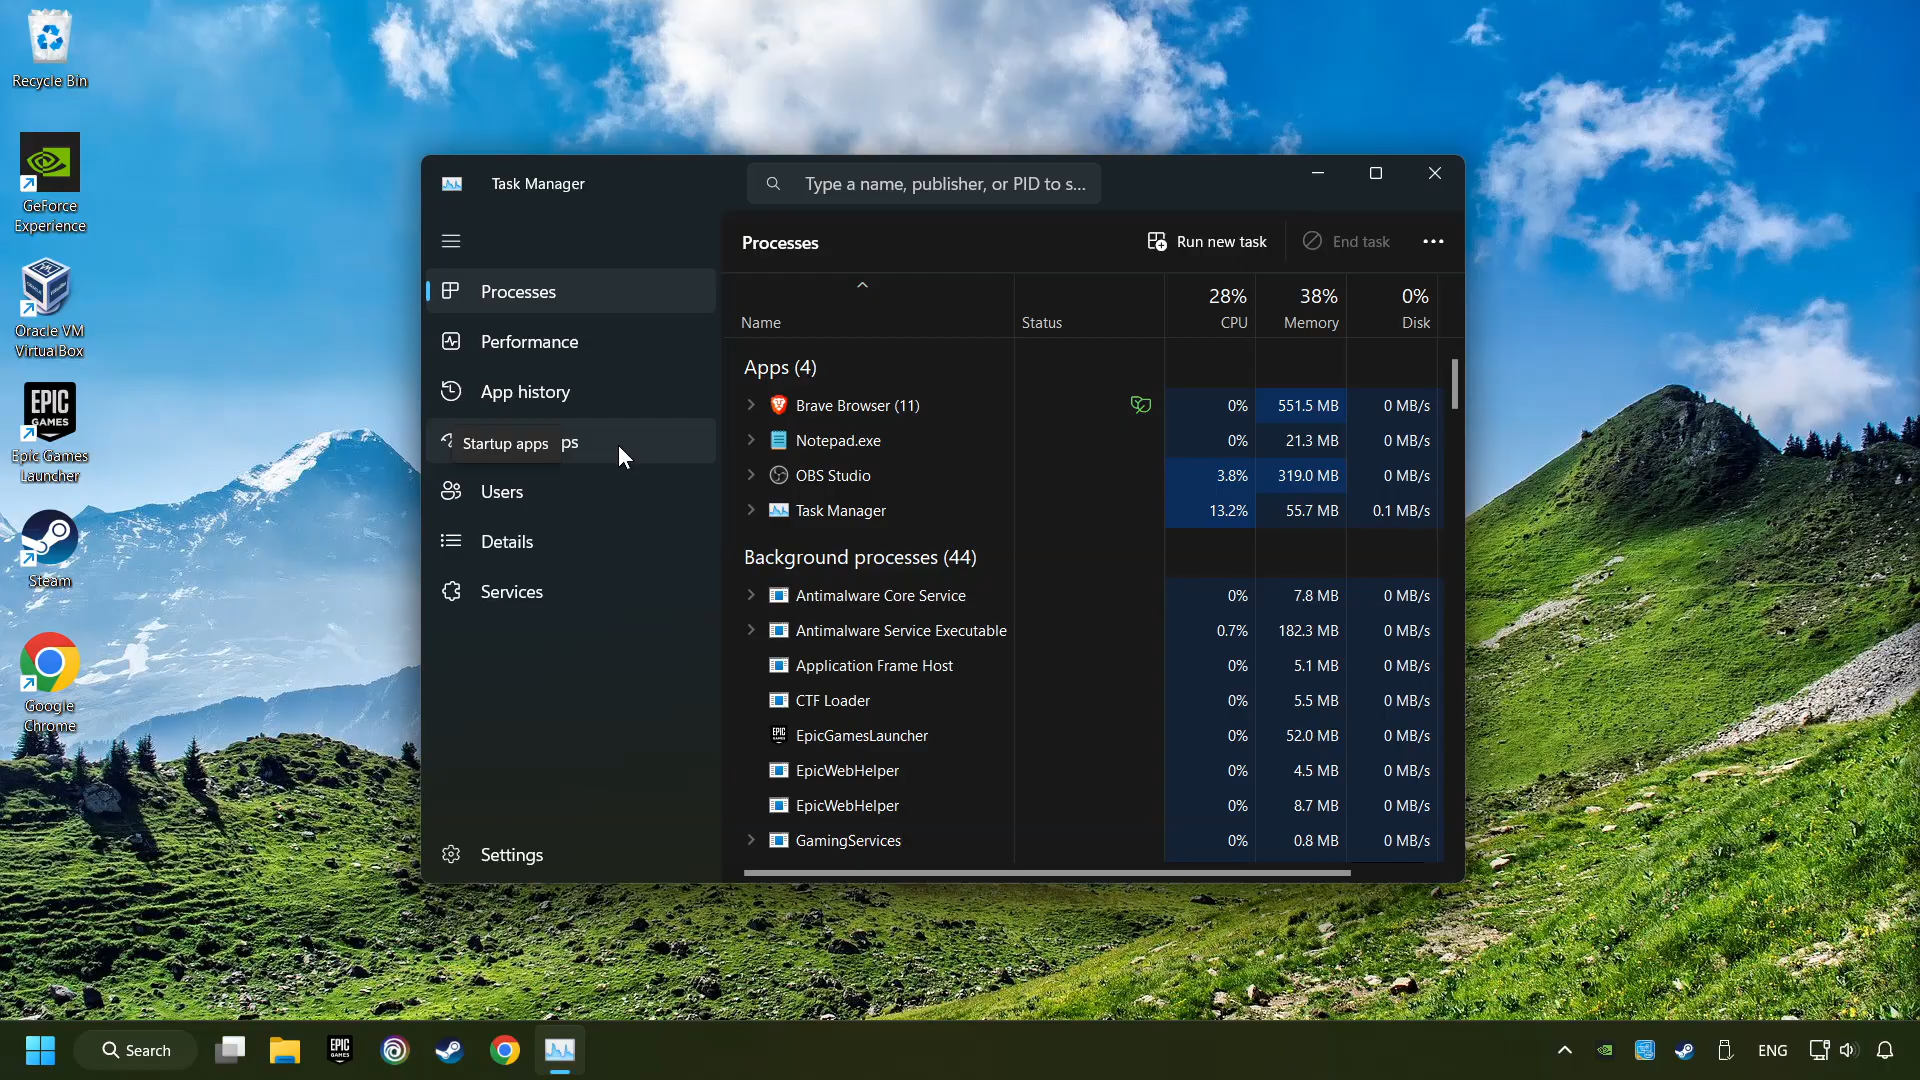 Recycle Bin
GeForce
Experience
Oracle VM
VirtualBox
EPIC
GAMES
Epic Games
Launcher
Steam
Google
Chrome
Task Manager
Type a name, publisher, or PID to s...
Processes
Performance
App history
Startup apps
ps
Users
Details
Services
Settings
Processes
Run new task
End task
28% 38% 0%
Name Status CPU Memory Disk
Apps (4)
Brave Browser (11) 0% 551.5 MB 0 MB/s
Notepad.exe 0% 21.3 MB 0 MB/s
OBS Studio 3.8% 319.0 MB 0 MB/s
Task Manager 13.2% 55.7 MB 0.1 MB/s
Background processes (44)
Antimalware Core Service 0% 7.8 MB 0 MB/s
Antimalware Service Executable 0.7% 182.3 MB 0 MB/s
Application Frame Host 0% 5.1 MB 0 MB/s
CTF Loader 0% 5.5 MB 0 MB/s
EpicGamesLauncher 0% 52.0 MB 0 MB/s
EpicWebHelper 0% 4.5 MB 0 MB/s
EpicWebHelper 0% 8.7 MB 0 MB/s
GamingServices 0% 0.8 MB 0 MB/s
Search
EPIC
GAMES
ENG